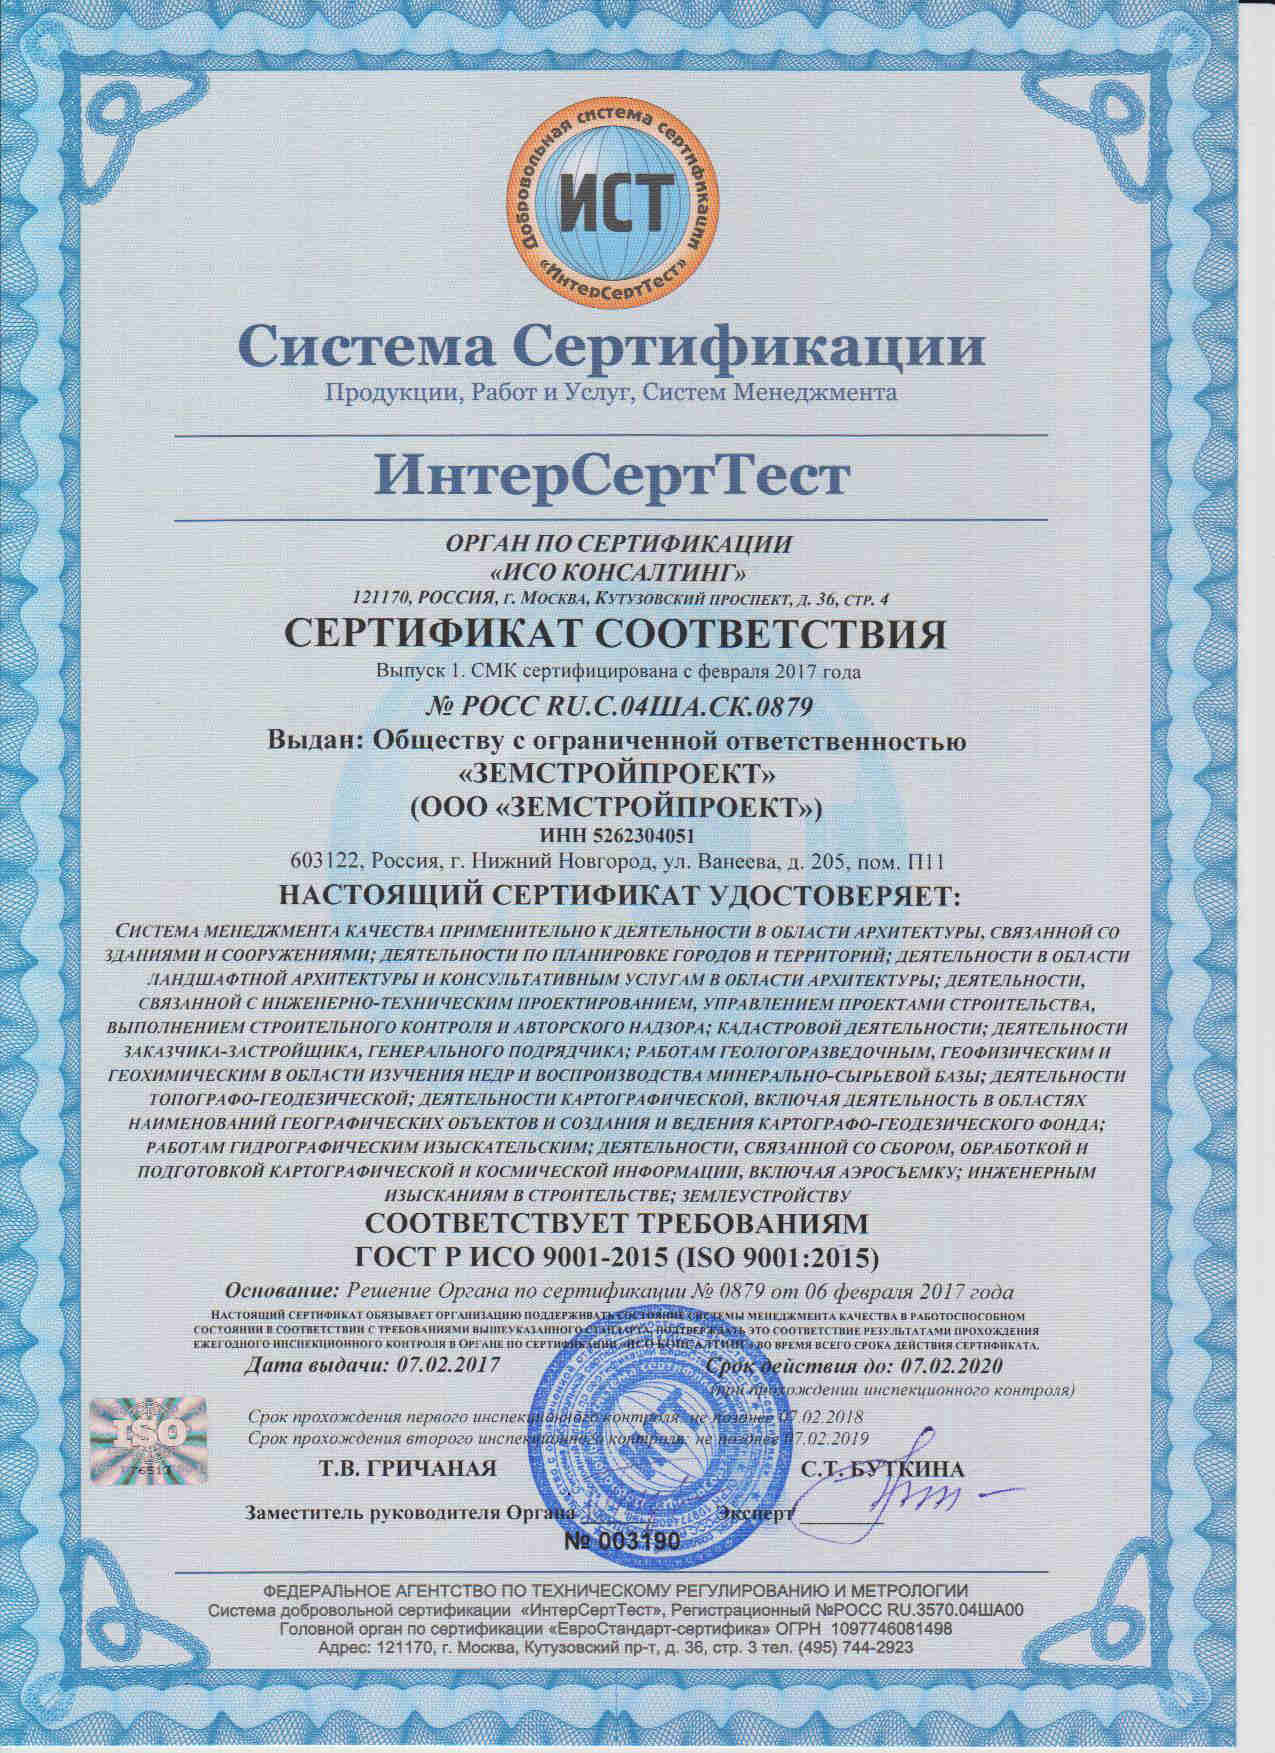 Добровольная система сертификации
«ИнтерСертТест»
ИСТ
Система Сертификации
Продукции, Работ и Услуг, Систем Менеджмента
ИнтерСертТест
ОРГАН ПО СЕРТИФИКАЦИИ
«ИСО КОНСАЛТИНГ»
121170, РОССИЯ, г. Москва, Кутузовский проспект, д. 36, стр. 4
СЕРТИФИКАТ СООТВЕТСТВИЯ
Выпуск 1. СМК сертифицирована с февраля 2017 года
№ РОСС RU.С.04ША.СК.0879
Выдан: Обществу с ограниченной ответственностью
«ЗЕМСТРОЙПРОЕКТ»
(ООО «ЗЕМСТРОЙПРОЕКТ»)
ИНН 5262304051
603122, Россия, г. Нижний Новгород, ул. Ванеева, д. 205, пом. П11
НАСТОЯЩИЙ СЕРТИФИКАТ УДОСТОВЕРЯЕТ:
Система менеджмента качества применительно к деятельности в области архитектуры, связанной со
зданиями и сооружениями; деятельности по планировке городов и территорий; деятельности в области
ландшафтной архитектуры и консультативным услугам в области архитектуры; деятельности,
связанной с инженерно-техническим проектированием, управлением проектами строительства,
выполнением строительного контроля и авторского надзора; кадастровой деятельности; деятельности
заказчика-застройщика, генерального подрядчика; работам геологоразведочным, геофизическим и
геохимическим в области изучения недр и воспроизводства минерально-сырьевой базы; деятельности
топографо-геодезической; деятельности картографической, включая деятельность в областях
наименований географических объектов и создания и ведения картографо-геодезического фонда;
работам гидрографическим изыскательским; деятельности, связанной со сбором, обработкой и
подготовкой картографической и космической информации, включая аэросъемку; инженерным
изысканиям в строительстве; землеустройству
СООТВЕТСТВУЕТ ТРЕБОВАНИЯМ
ГОСТ Р ИСО 9001-2015 (ISO 9001:2015)
Основание: Решение Органа по сертификации № 0879 от 06 февраля 2017 года
Настоящий сертификат обязывает организацию поддерживать состояние системы менеджмента качества в работоспособном
состоянии в соответствии с требованиями вышеуказанного стандарта, подтверждать это соответствие результатами прохождения
ежегодного инспекционного контроля в Органе по сертификации «ИСО КОНСАЛТИНГ» во время всего срока действия сертификата.
Дата выдачи: 07.02.2017 Срок действия до: 07.02.2020
(при прохождении инспекционного контроля)
Срок прохождения первого инспекционного контроля: не позднее 07.02.2018
Срок прохождения второго инспекционного контроля: не позднее 07.02.2019
ISO
ИСТ
Т.В. ГРИЧАНАЯ С.Т. БУТКИНА
Заместитель руководителя Органа Эксперт
№ 003190
ФЕДЕРАЛЬНОЕ АГЕНТСТВО ПО ТЕХНИЧЕСКОМУ РЕГУЛИРОВАНИЮ И МЕТРОЛОГИИ
Система добровольной сертификации «ИнтерСертТест», Регистрационный №РОСС RU.3570.04ША00
Головной орган по сертификации «ЕвроСтандарт-сертифика» ОГРН 1097746081498
Адрес: 121170, г. Москва, Кутузовский пр-т, д. 36, стр. 3 тел. (495) 744-2923